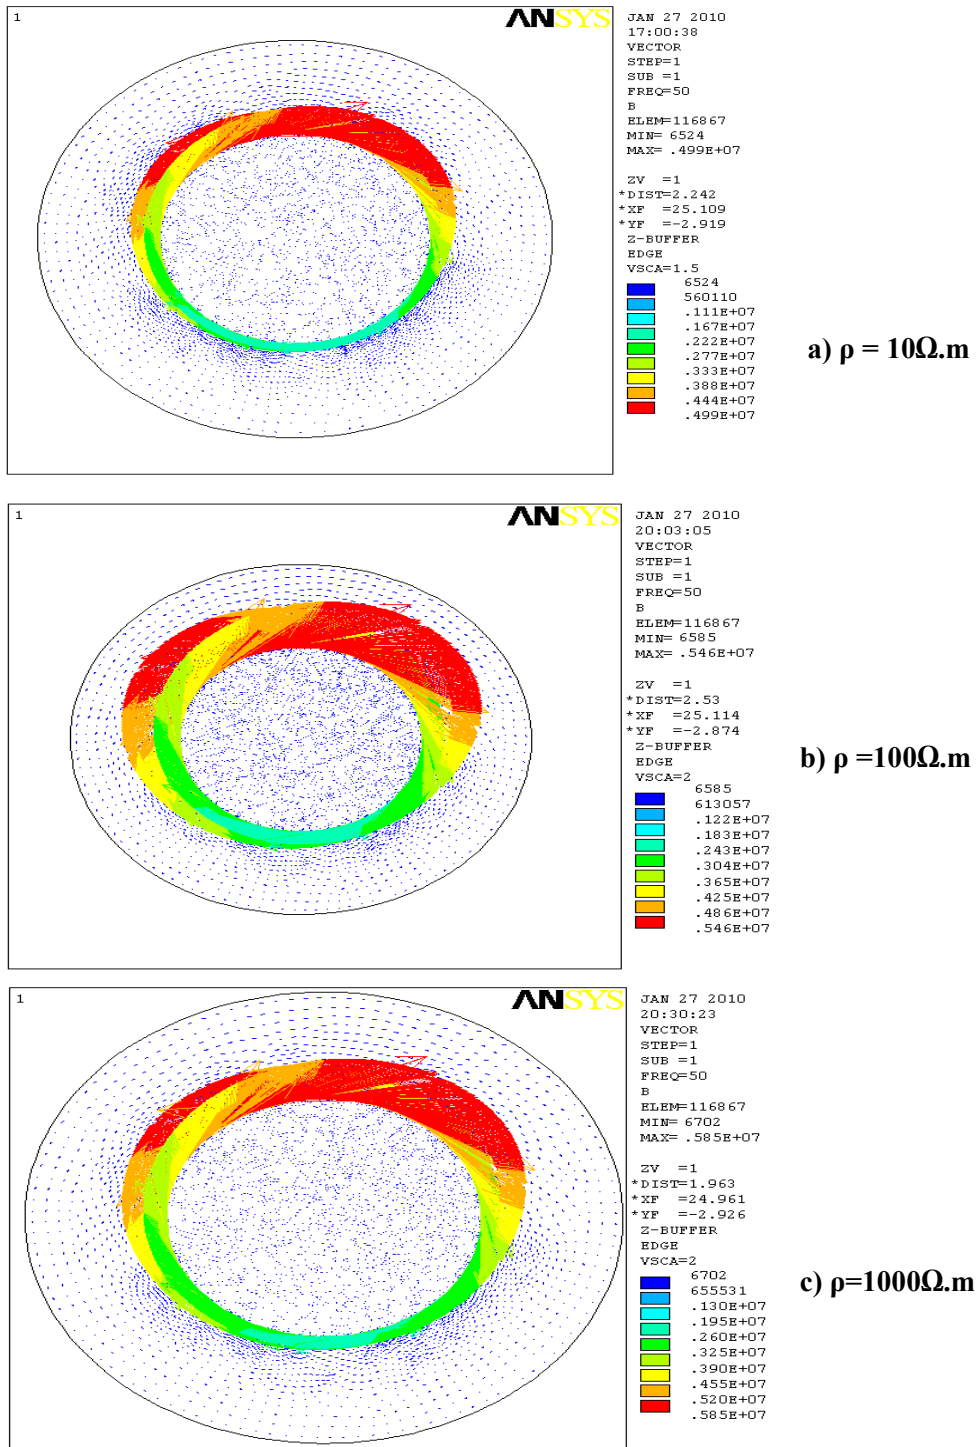 1
ANSYS
JAN 27 2010
17:00:38
VECTOR
STEP=1
SUB =1
FREQ=50
B
ELEM=116867
MIN= 6524
MAX= .499E+07
ZV =1
*DIST=2.242
*XF =25.109
*YF =-2.919
Z-BUFFER
EDGE
VSCA=1.5
6524
560110
.111E+07
.167E+07
.222E+07
.277E+07
.333E+07
.388E+07
.444E+07
.499E+07
a) ρ = 10Ω.m
1
ANSYS
JAN 27 2010
20:03:05
VECTOR
STEP=1
SUB =1
FREQ=50
B
ELEM=116867
MIN= 6585
MAX= .546E+07
ZV =1
*DIST=2.53
*XF =25.114
*YF =-2.874
Z-BUFFER
EDGE
VSCA=2
6585
613057
.122E+07
.183E+07
.243E+07
.304E+07
.365E+07
.425E+07
.486E+07
.546E+07
b) ρ =100Ω.m
1
ANSYS
JAN 27 2010
20:30:23
VECTOR
STEP=1
SUB =1
FREQ=50
B
ELEM=116867
MIN= 6702
MAX= .585E+07
ZV =1
*DIST=1.963
*XF =24.961
*YF =-2.926
Z-BUFFER
EDGE
VSCA=2
6702
655531
.130E+07
.195E+07
.260E+07
.325E+07
.390E+07
.455E+07
.520E+07
.585E+07
c) ρ=1000Ω.m